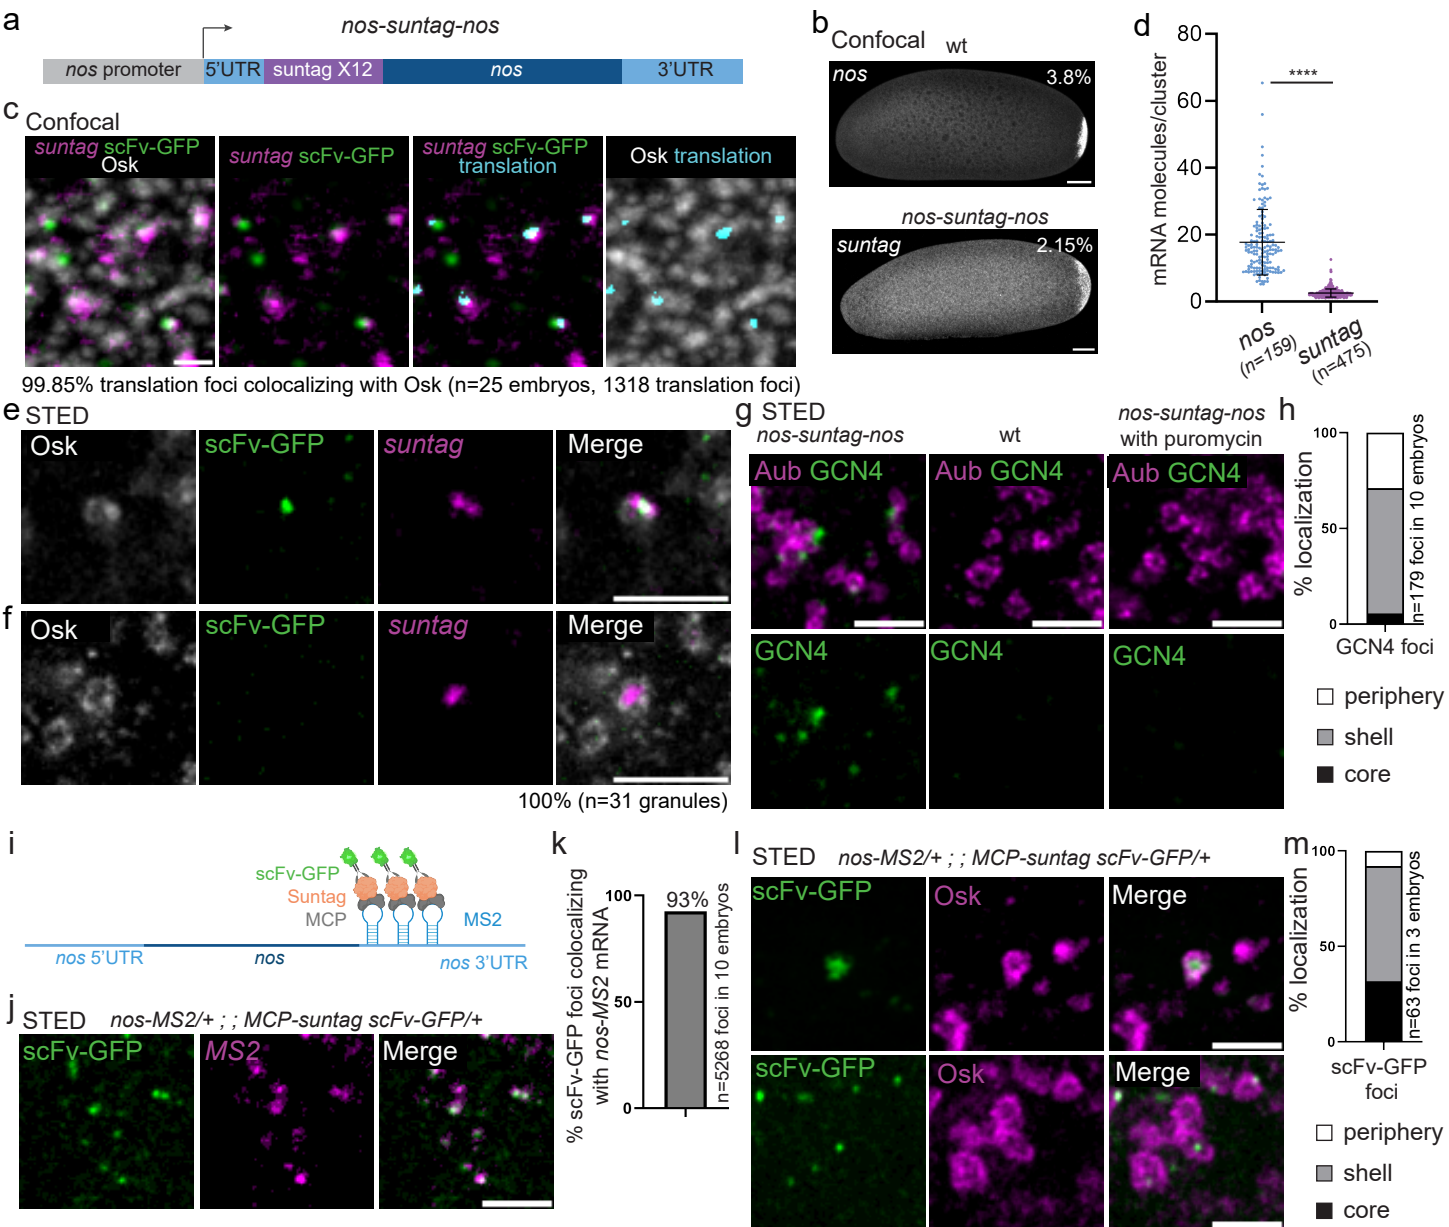 a
nos-suntag-nos
nos promoter
5'UTR
suntag X12
nos
3'UTR
b
Confocal
wt
nos
3.8%
nos-suntag-nos
suntag
2.15%
c
Confocal
suntag scFv-GFP
Osk
suntag scFv-GFP
suntag scFv-GFP
translation
Osk translation
99.85% translation foci colocalizing with Osk (n=25 embryos, 1318 translation foci)
d
mRNA molecules/cluster
80
60
40
20
0
****
nos
(n=159)
suntag
(n=475)
e
STED
Osk
scFv-GFP
suntag
Merge
f
Osk
scFv-GFP
suntag
Merge
100% (n=31 granules)
g
STED
nos-suntag-nos
wt
nos-suntag-nos
with puromycin
Aub GCN4
Aub GCN4
Aub GCN4
GCN4
GCN4
GCN4
h
% localization
100
50
0
n=179 foci in 10 embryos
GCN4 foci
periphery
shell
core
i
scFv-GFP
Suntag
MCP
MS2
nos 5'UTR
nos
nos 3'UTR
j
STED
nos-MS2/+ ; ; MCP-suntag scFv-GFP/+
scFv-GFP
MS2
Merge
k
% scFv-GFP foci colocalizing
with nos-MS2 mRNA
100
50
0
93%
n=5268 foci in 10 embryos
l
STED
nos-MS2/+ ; ; MCP-suntag scFv-GFP/+
scFv-GFP
Osk
Merge
scFv-GFP
Osk
Merge
m
% localization
100
50
0
n=63 foci in 3 embryos
scFv-GFP
foci
periphery
shell
core